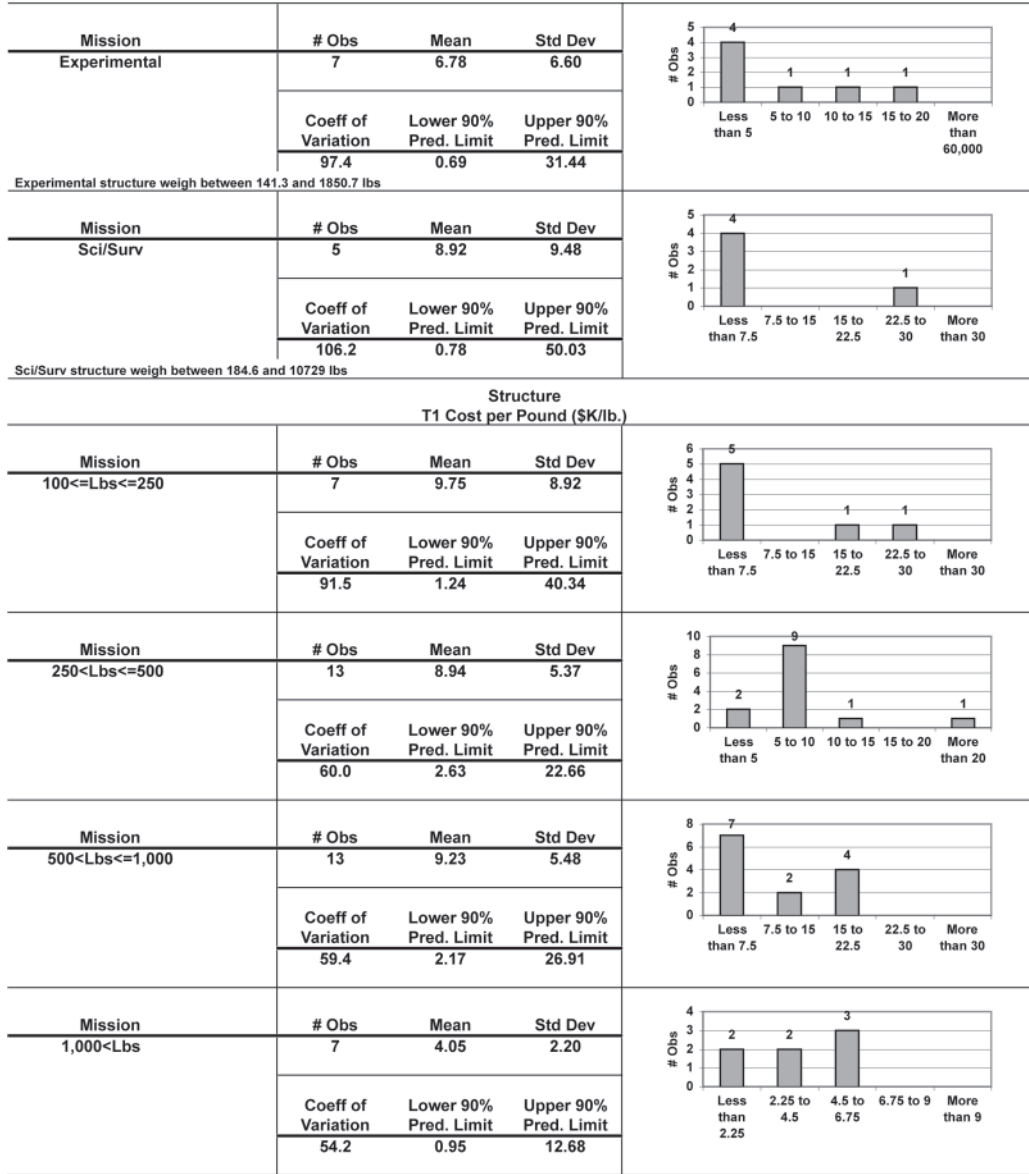 Mission # Obs Mean Std Dev
Experimental 7 6.78 6.60
Coeff of Variation Lower 90% Pred. Limit Upper 90% Pred. Limit
97.4 0.69 31.44
# Obs
5
4
3
2
1
0
4 1 1 1
Less than 5 5 to 10 10 to 15 15 to 20 More than 60,000
Experimental structure weigh between 141.3 and 1850.7 lbs
Mission # Obs Mean Std Dev
Sci/Surv 5 8.92 9.48
Coeff of Variation Lower 90% Pred. Limit Upper 90% Pred. Limit
106.2 0.78 50.03
# Obs
5
4
3
2
1
0
4 1
Less than 7.5 7.5 to 15 15 to 22.5 22.5 to 30 More than 30
Sci/Surv structure weigh between 184.6 and 10729 lbs
Structure
T1 Cost per Pound ($K/lb.)
Mission # Obs Mean Std Dev
100<=Lbs<=250 7 9.75 8.92
Coeff of Variation Lower 90% Pred. Limit Upper 90% Pred. Limit
91.5 1.24 40.34
# Obs
6
5
4
3
2
1
0
5 1 1
Less than 7.5 7.5 to 15 15 to 22.5 22.5 to 30 More than 30
Mission # Obs Mean Std Dev
250<Lbs<=500 13 8.94 5.37
Coeff of Variation Lower 90% Pred. Limit Upper 90% Pred. Limit
60.0 2.63 22.66
# Obs
10
8
6
4
2
0
2 9 1 1
Less than 5 5 to 10 10 to 15 15 to 20 More than 20
Mission # Obs Mean Std Dev
500<Lbs<=1,000 13 9.23 5.48
Coeff of Variation Lower 90% Pred. Limit Upper 90% Pred. Limit
59.4 2.17 26.91
# Obs
8
6
4
2
0
7 2 4
Less than 7.5 7.5 to 15 15 to 22.5 22.5 to 30 More than 30
Mission # Obs Mean Std Dev
1,000<Lbs 7 4.05 2.20
Coeff of Variation Lower 90% Pred. Limit Upper 90% Pred. Limit
54.2 0.95 12.68
# Obs
4
3
2
1
0
2 2 3
Less than 2.25 2.25 to 4.5 4.5 to 6.75 6.75 to 9 More than 9